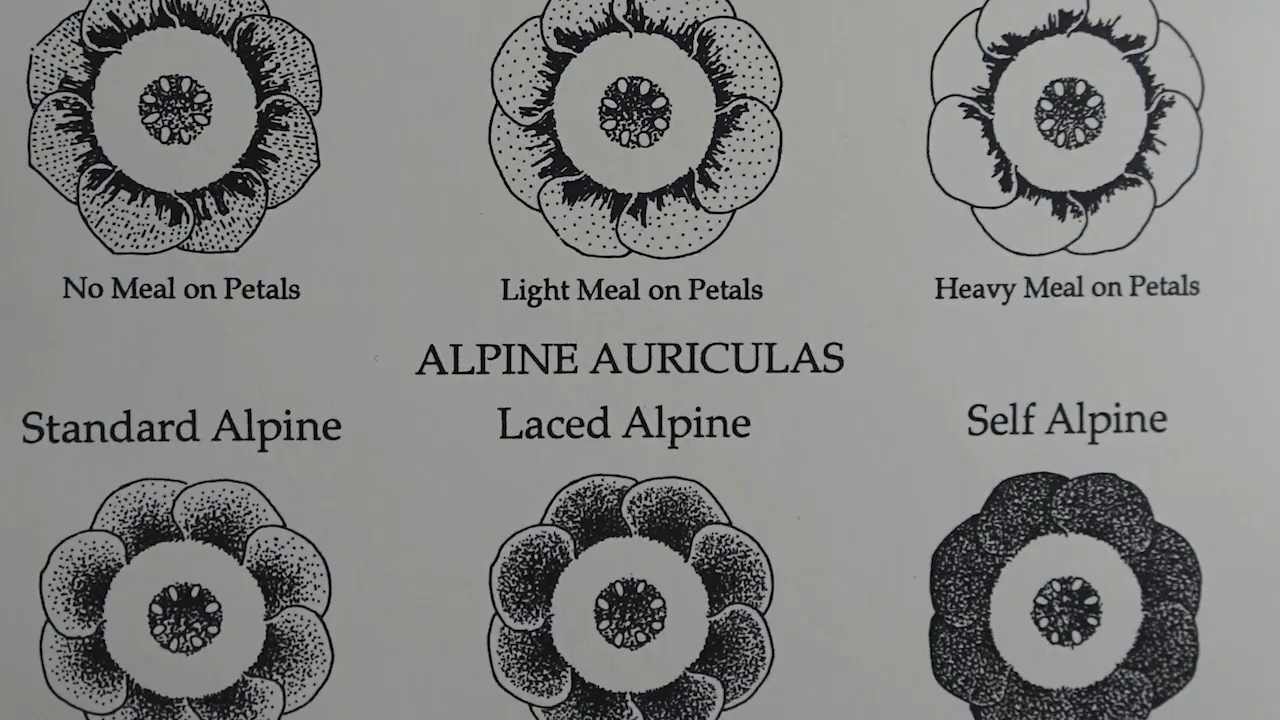 No Meal on Petals
Light Meal on Petals
Heavy Meal on Petals
ALPINE AURICULAS
Standard Alpine
Laced Alpine
Self Alpine